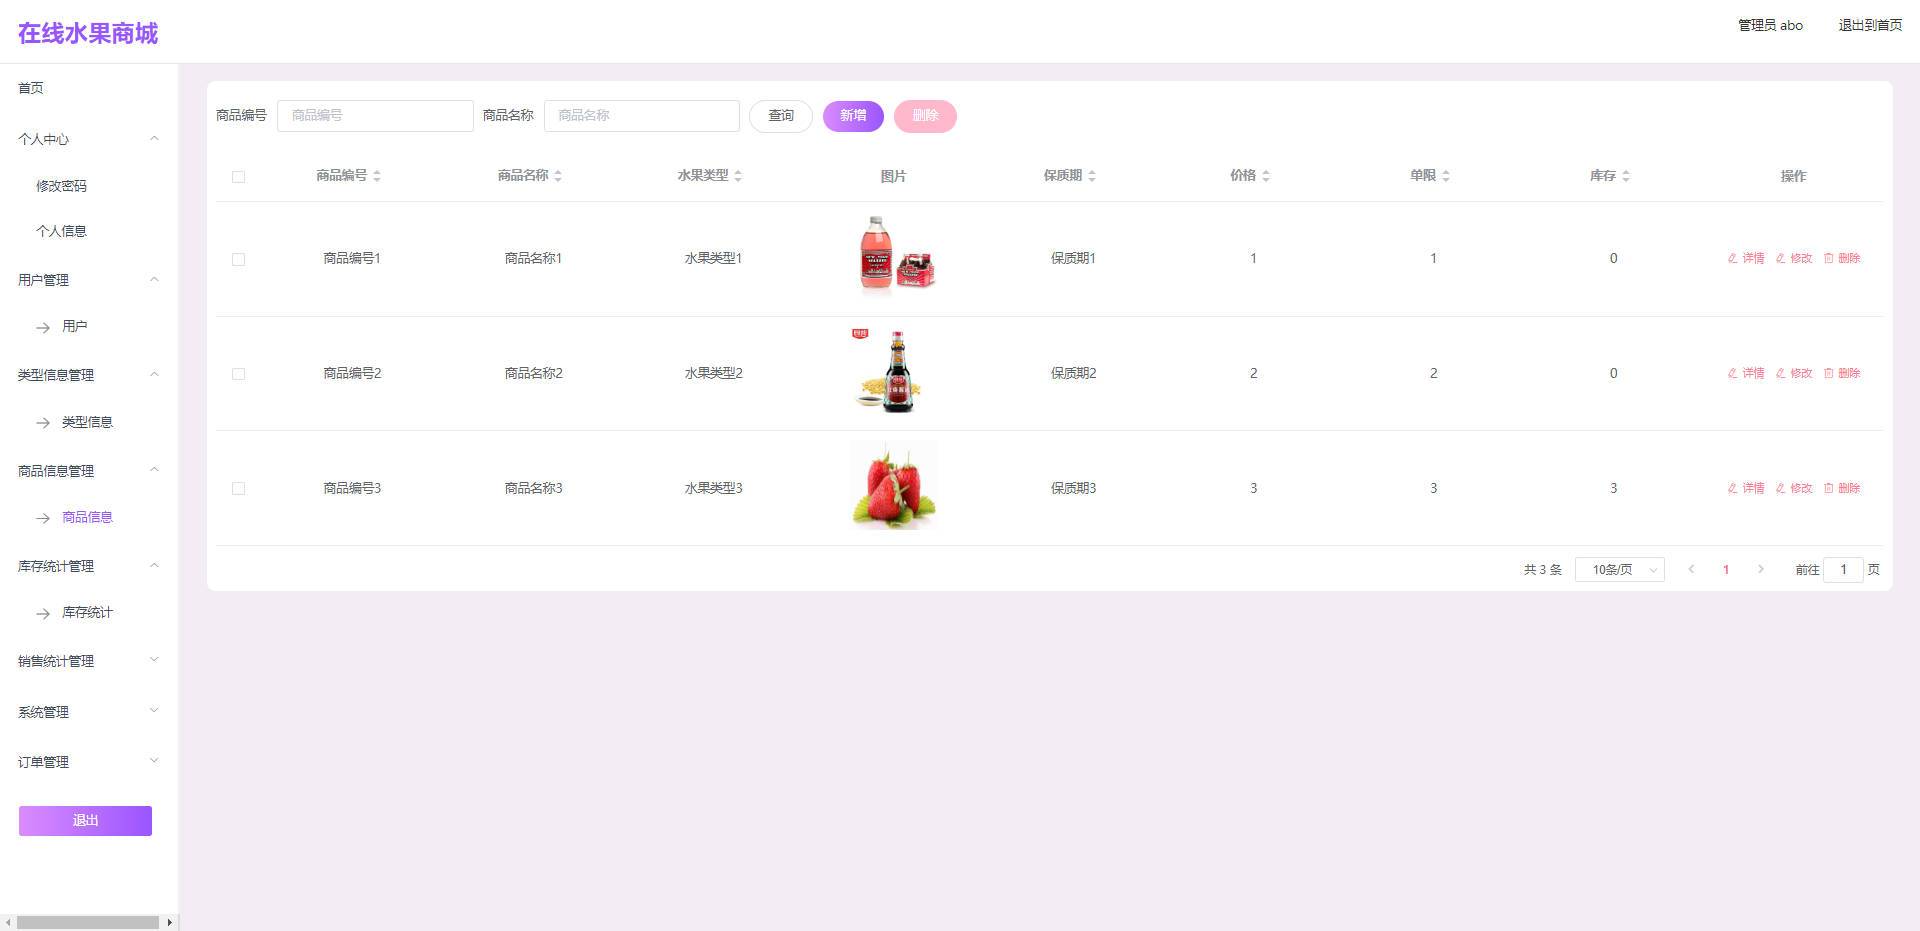 在线水果商城
管理员 abo 退出到首页
首页
个人中心
修改密码
个人信息
用户管理
用户
类型信息管理
类型信息
商品信息管理
商品信息
库存统计管理
库存统计
销售统计管理
系统管理
订单管理
退出
商品编号 商品编号 商品名称 商品名称 查询 新增 删除
商品编号 商品名称 水果类型 图片 保质期 价格 单限 库存 操作
商品编号1 商品名称1 水果类型1 保质期1 1 1 0 详情 修改 删除
商品编号2 商品名称2 水果类型2 保质期2 2 2 0 详情 修改 删除
商品编号3 商品名称3 水果类型3 保质期3 3 3 3 详情 修改 删除
共 3 条 10条/页 1 前往 1 页